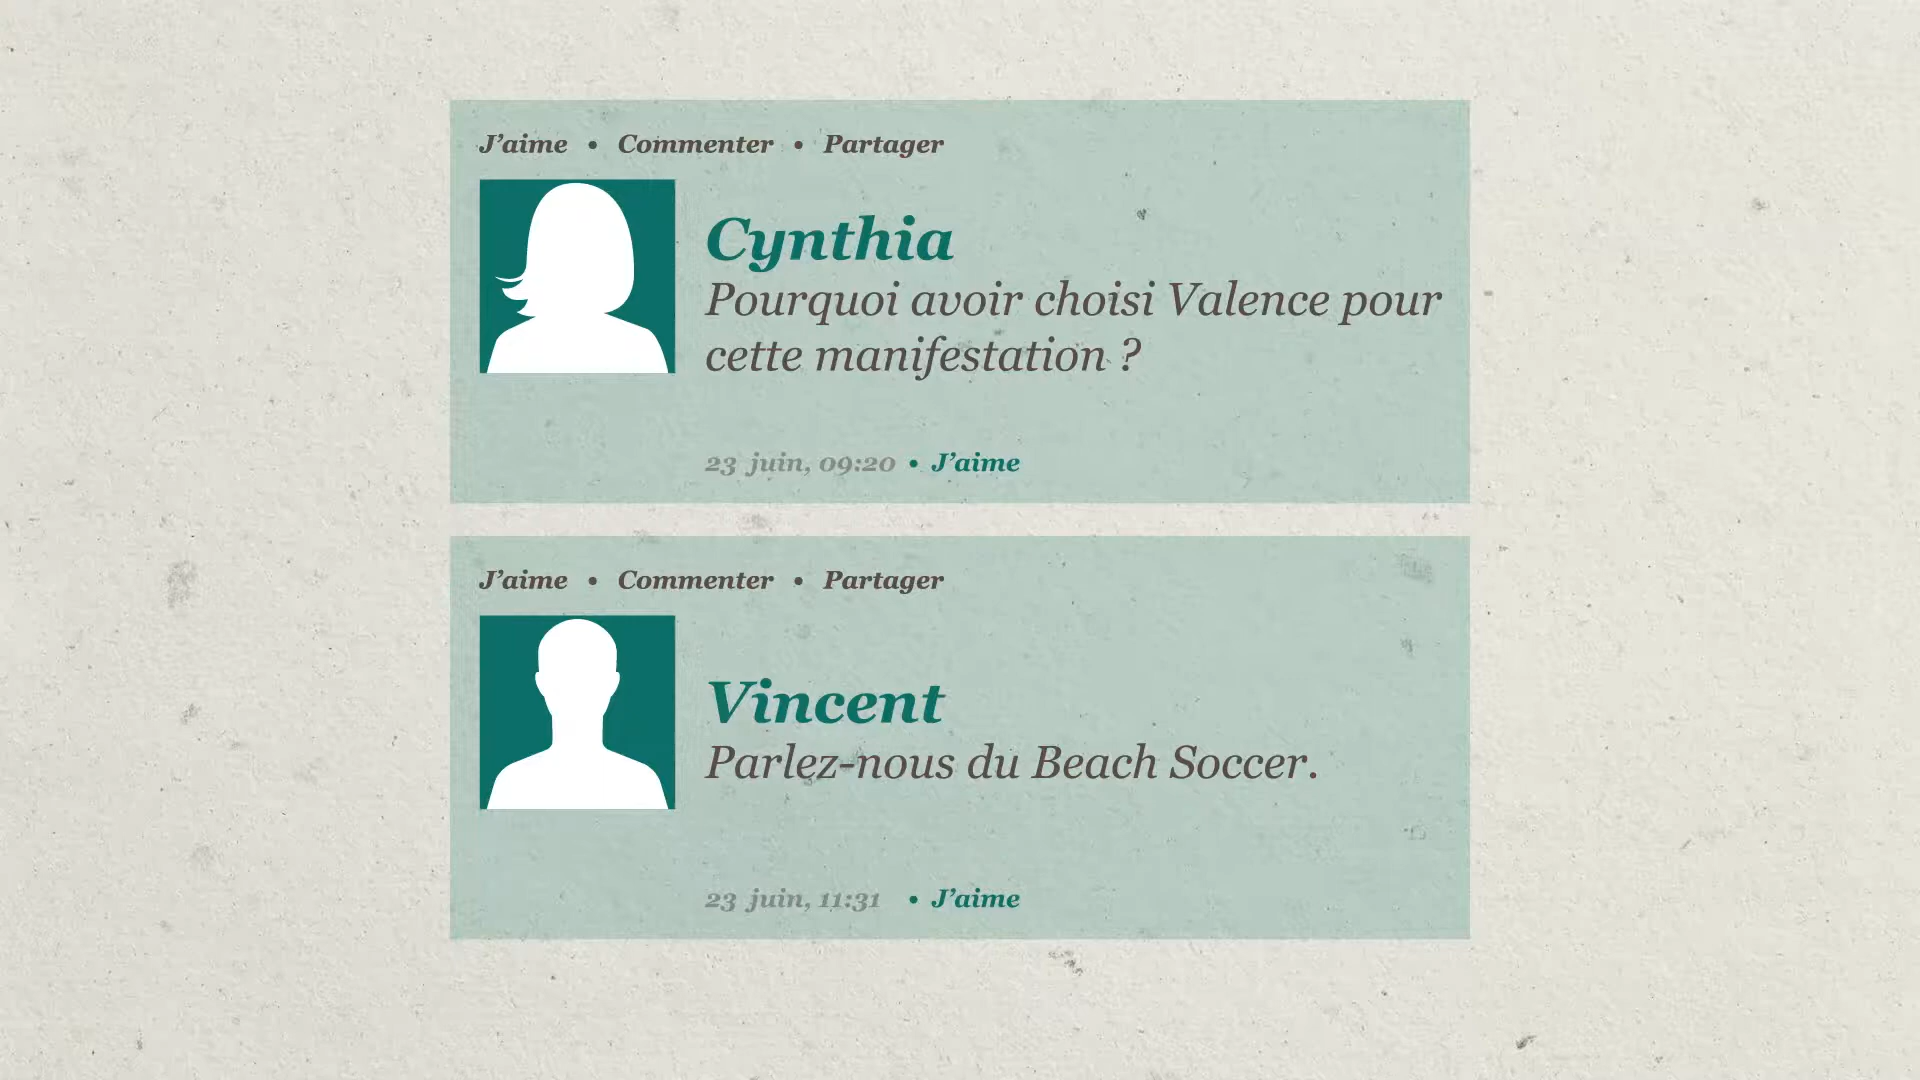 J’aime • Commenter • Partager
Cynthia
Pourquoi avoir choisi Valence pour
cette manifestation ?
23 juin, 09:20 • J’aime
J’aime • Commenter • Partager
Vincent
Parlez-nous du Beach Soccer.
23 juin, 11:31 • J’aime